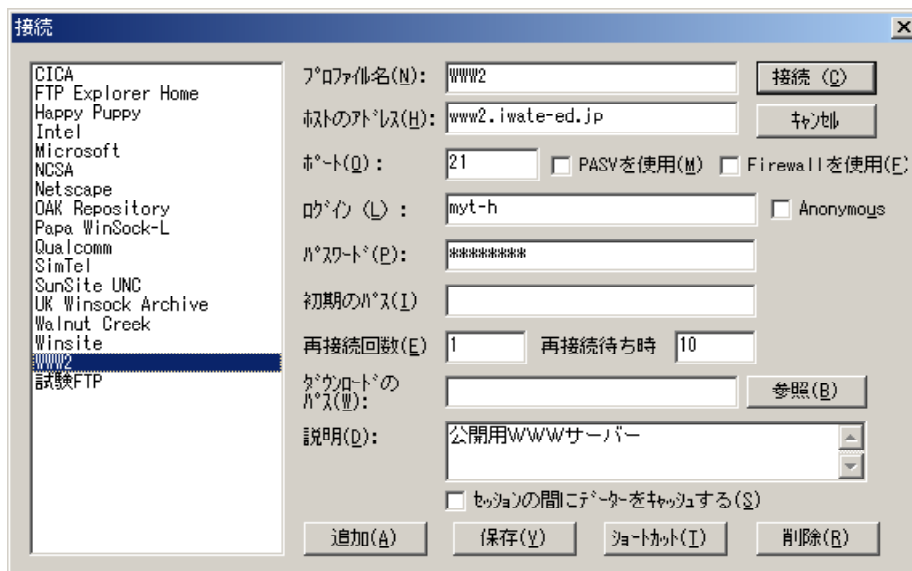 接続
CICA
FTP Explorer Home
Happy Puppy
Intel
Microsoft
NCSA
Netscape
OAK Repository
Papa WinSock-L
Qualcomm
SimTel
SunSite UNC
UK Winsock Archive
Walnut Creek
Winsite
WWW2
試験FTP
ﾌﾟﾛﾌｧｲﾙ名(N): WWW2
接続 (C)
ﾎｽﾄのｱﾄﾞﾚｽ(H): www2.iwate-ed.jp
ｷｬﾝｾﾙ
ﾎﾟｰﾄ(O): 21 PASVを使用(M) Firewallを使用(F)
ﾛｸﾞｲﾝ (L) : myt-h Anonymous
ﾊﾟｽﾜｰﾄﾞ(P): ********
初期のﾊﾟｽ(I)
再接続回数(E) 1 再接続待ち時 10
ﾀﾞｳﾝﾛｰﾄﾞの
ﾊﾟｽ(W):
参照(B)
説明(D): 公開用ＷＷＷサーバー
ｾｯｼｮﾝの間にﾃﾞｰﾀｰをｷｬｯｼｭする(S)
追加(A) 保存(V) ｼｮｰﾄｶｯﾄ(T) 削除(R)